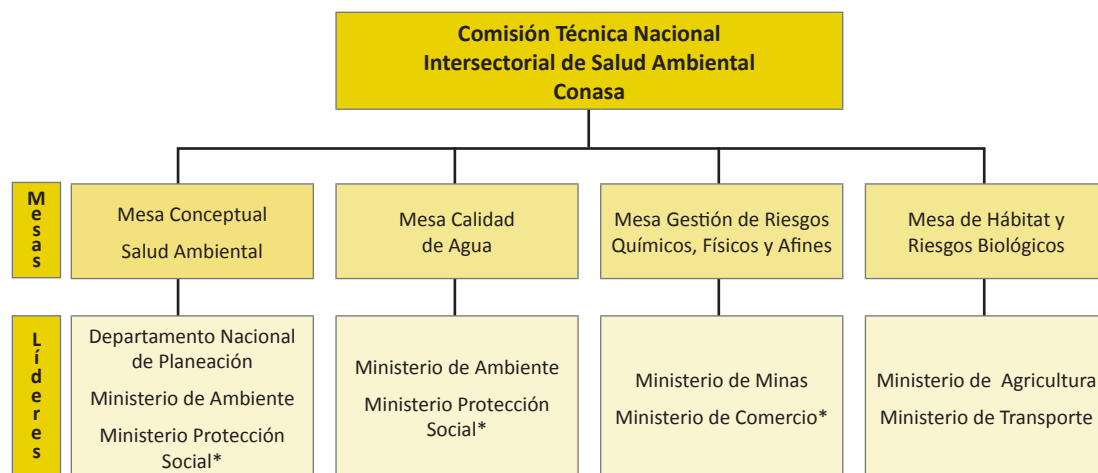 Comisión Técnica Nacional
Intersectorial de Salud Ambiental
Conasa
Mesas
Mesa Conceptual
Salud Ambiental
Mesa Calidad
de Agua
Mesa Gestión de Riesgos
Químicos, Físicos y Afines
Mesa de Hábitat y
Riesgos Biológicos
Líderes
Departamento Nacional
de Planeación
Ministerio de Ambiente
Ministerio Protección
Social*
Ministerio de Ambiente
Ministerio Protección
Social*
Ministerio de Minas
Ministerio de Comercio*
Ministerio de Agricultura
Ministerio de Transporte